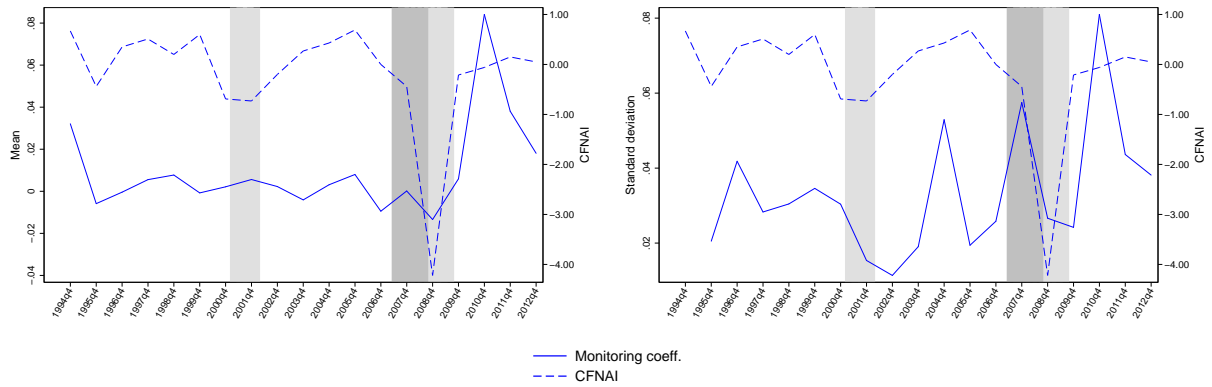 Mean
.08
.06
.04
.02
0
-.02
-.04
1.00
0.00
-1.00
-2.00
-3.00
-4.00
CFNAI
1994q4
1995q4
1996q4
1997q4
1998q4
1999q4
2000q4
2001q4
2002q4
2003q4
2004q4
2005q4
2006q4
2007q4
2008q4
2009q4
2010q4
2011q4
2012q4
Standard deviation
.08
.06
.04
.02
1.00
0.00
-1.00
-2.00
-3.00
-4.00
CFNAI
1994q4
1995q4
1996q4
1997q4
1998q4
1999q4
2000q4
2001q4
2002q4
2003q4
2004q4
2005q4
2006q4
2007q4
2008q4
2009q4
2010q4
2011q4
2012q4
Monitoring coeff.
CFNAI